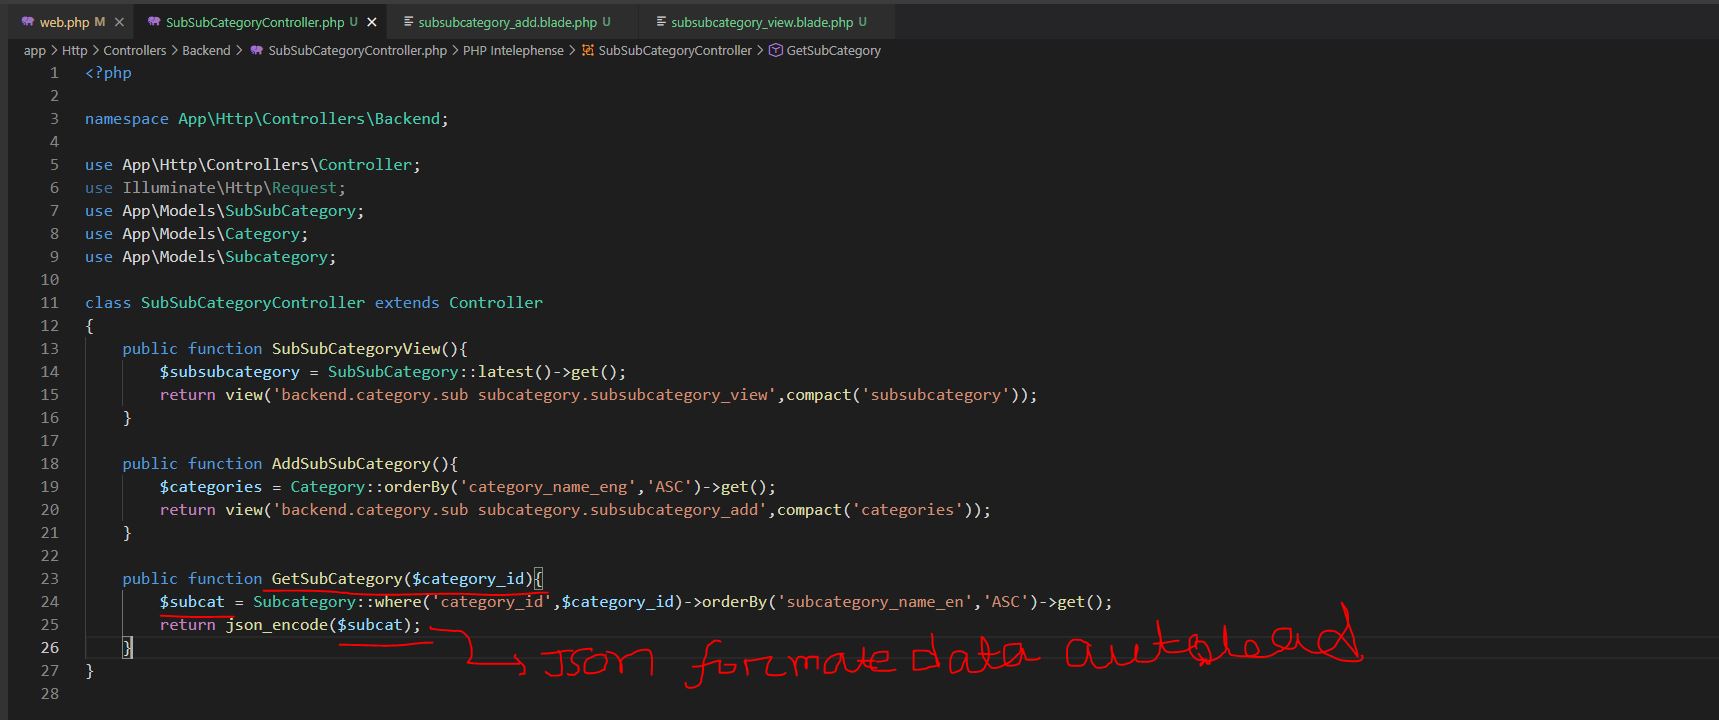 web.php M
SubSubCategoryController.php U
subsubcategory_add.blade.php U
subsubcategory_view.blade.php U
app > Http > Controllers > Backend > SubSubCategoryController.php > PHP Intelephense > SubSubCategoryController > GetSubCategory
1 <?php
2
3 namespace App\Http\Controllers\Backend;
4
5 use App\Http\Controllers\Controller;
6 use Illuminate\Http\Request;
7 use App\Models\SubSubCategory;
8 use App\Models\Category;
9 use App\Models\Subcategory;
10
11 class SubSubCategoryController extends Controller
12 {
13     public function SubSubCategoryView(){
14         $subsubcategory = SubSubCategory::latest()->get();
15         return view('backend.category.sub subcategory.subsubcategory_view',compact('subsubcategory'));
16     }
17
18     public function AddSubSubCategory(){
19         $categories = Category::orderBy('category_name_eng','ASC')->get();
20         return view('backend.category.sub subcategory.subsubcategory_add',compact('categories'));
21     }
22
23     public function GetSubCategory($category_id){
24         $subcat = Subcategory::where('category_id',$category_id)->orderBy('subcategory_name_en','ASC')->get();
25         return json_encode($subcat);
26     }
27 }
28
Json formate data autoload